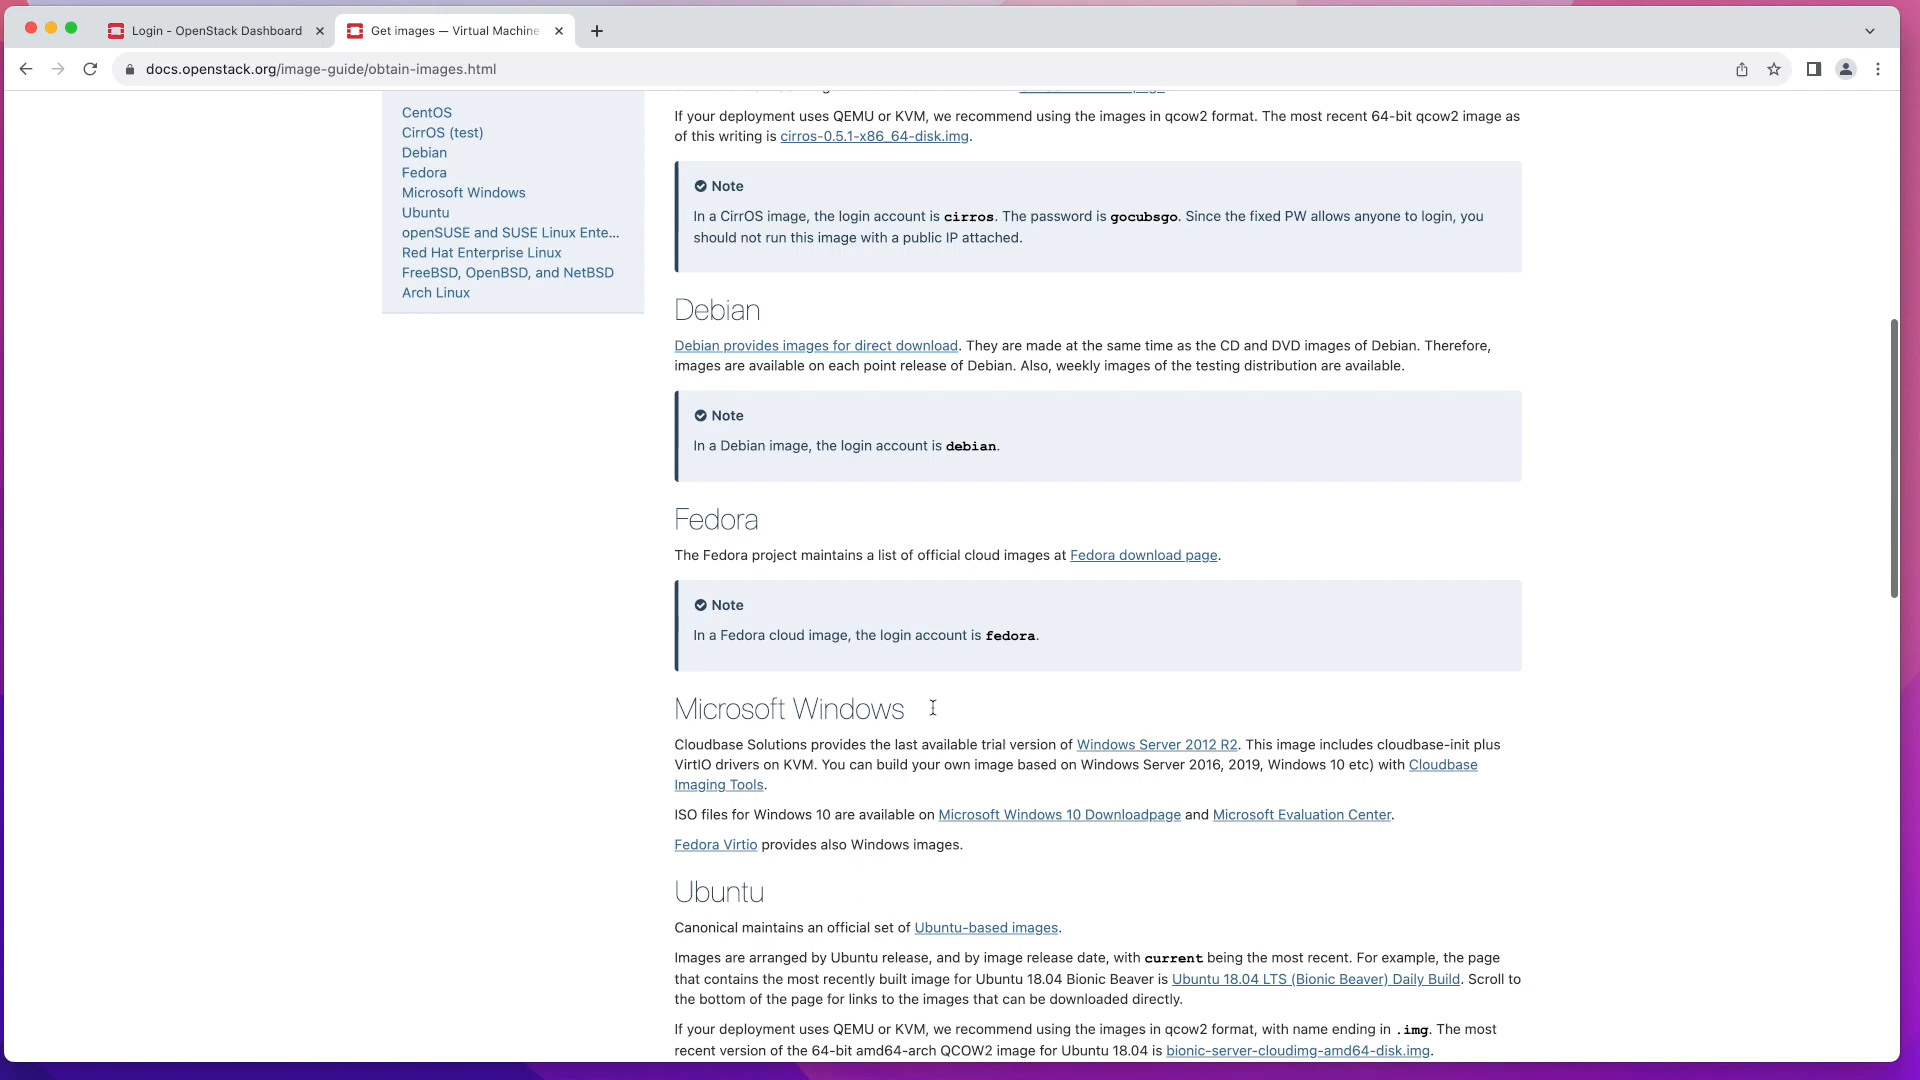 Login - OpenStack Dashboard
Get images — Virtual Machine
docs.openstack.org/image-guide/obtain-images.html
CentOS
CirrOS (test)
Debian
Fedora
Microsoft Windows
Ubuntu
openSUSE and SUSE Linux Ente...
Red Hat Enterprise Linux
FreeBSD, OpenBSD, and NetBSD
Arch Linux
If your deployment uses QEMU or KVM, we recommend using the images in qcow2 format. The most recent 64-bit qcow2 image as
of this writing is cirros-0.5.1-x86_64-disk.img.
Note
In a CirrOS image, the login account is cirros. The password is gocubsgo. Since the fixed PW allows anyone to login, you
should not run this image with a public IP attached.
Debian
Debian provides images for direct download. They are made at the same time as the CD and DVD images of Debian. Therefore,
images are available on each point release of Debian. Also, weekly images of the testing distribution are available.
Note
In a Debian image, the login account is debian.
Fedora
The Fedora project maintains a list of official cloud images at Fedora download page.
Note
In a Fedora cloud image, the login account is fedora.
Microsoft Windows
Cloudbase Solutions provides the last available trial version of Windows Server 2012 R2. This image includes cloudbase-init plus
VirtIO drivers on KVM. You can build your own image based on Windows Server 2016, 2019, Windows 10 etc) with Cloudbase
Imaging Tools.
ISO files for Windows 10 are available on Microsoft Windows 10 Downloadpage and Microsoft Evaluation Center.
Fedora Virtio provides also Windows images.
Ubuntu
Canonical maintains an official set of Ubuntu-based images.
Images are arranged by Ubuntu release, and by image release date, with current being the most recent. For example, the page
that contains the most recently built image for Ubuntu 18.04 Bionic Beaver is Ubuntu 18.04 LTS (Bionic Beaver) Daily Build. Scroll to
the bottom of the page for links to the images that can be downloaded directly.
If your deployment uses QEMU or KVM, we recommend using the images in qcow2 format, with name ending in .img. The most
recent version of the 64-bit amd64-arch QCOW2 image for Ubuntu 18.04 is bionic-server-cloudimg-amd64-disk.img.